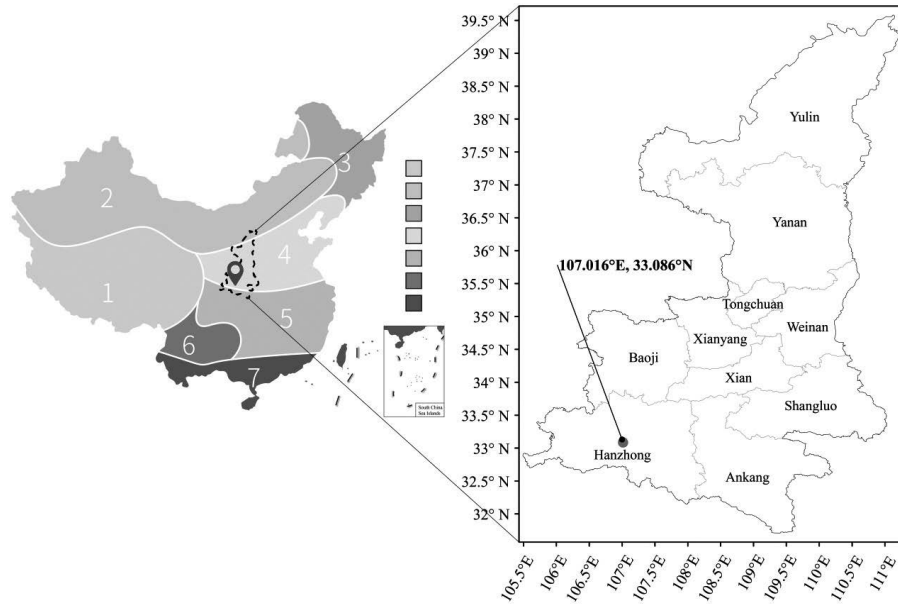 1
2
3
4
5
6
7
South China
Sea Islands
39.5° N
39° N
38.5° N
38° N
37.5° N
37° N
36.5° N
36° N
35.5° N
35° N
34.5° N
34° N
33.5° N
33° N
32.5° N
32° N
Yulin
Yanan
107.016°E, 33.086°N
Tongchuan
Weinan
Xianyang
Baoji
Xian
Shangluo
Hanzhong
Ankang
105.5°E
106°E
106.5°E
107°E
107.5°E
108°E
108.5°E
109°E
109.5°E
110°E
110.5°E
111°E